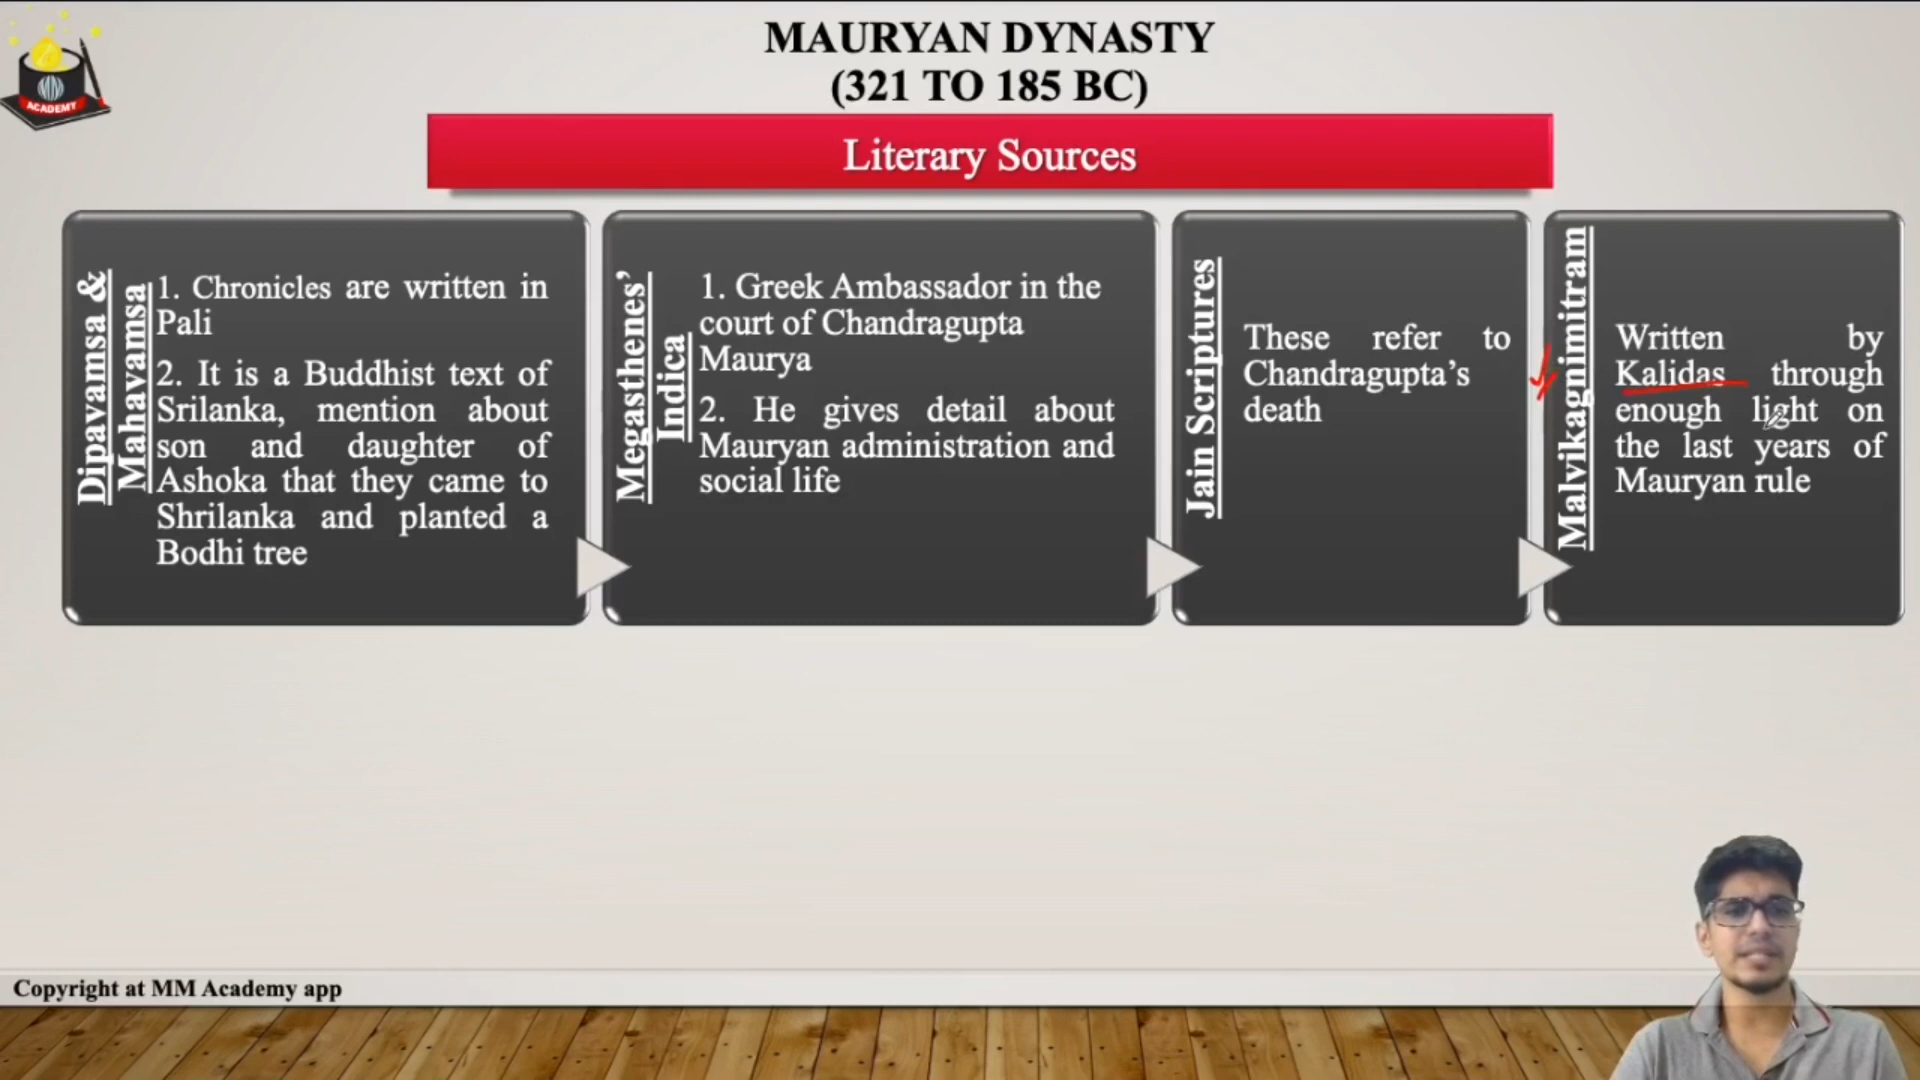 MAURYAN DYNASTY
(321 TO 185 BC)
ACADEMY
Literary Sources
Dipavamsa &
Mahavamsa
1. Chronicles are written in
Pali
2. It is a Buddhist text of
Srilanka, mention about
son and daughter of
Ashoka that they came to
Shrilanka and planted a
Bodhi tree
Megasthenes’
Indica
1. Greek Ambassador in the
court of Chandragupta
Maurya
2. He gives detail about
Mauryan administration and
social life
Jain Scriptures
These refer to
Chandragupta’s
death
Malvikagnimitram
Written by
Kalidas through
enough light on
the last years of
Mauryan rule
Copyright at MM Academy app